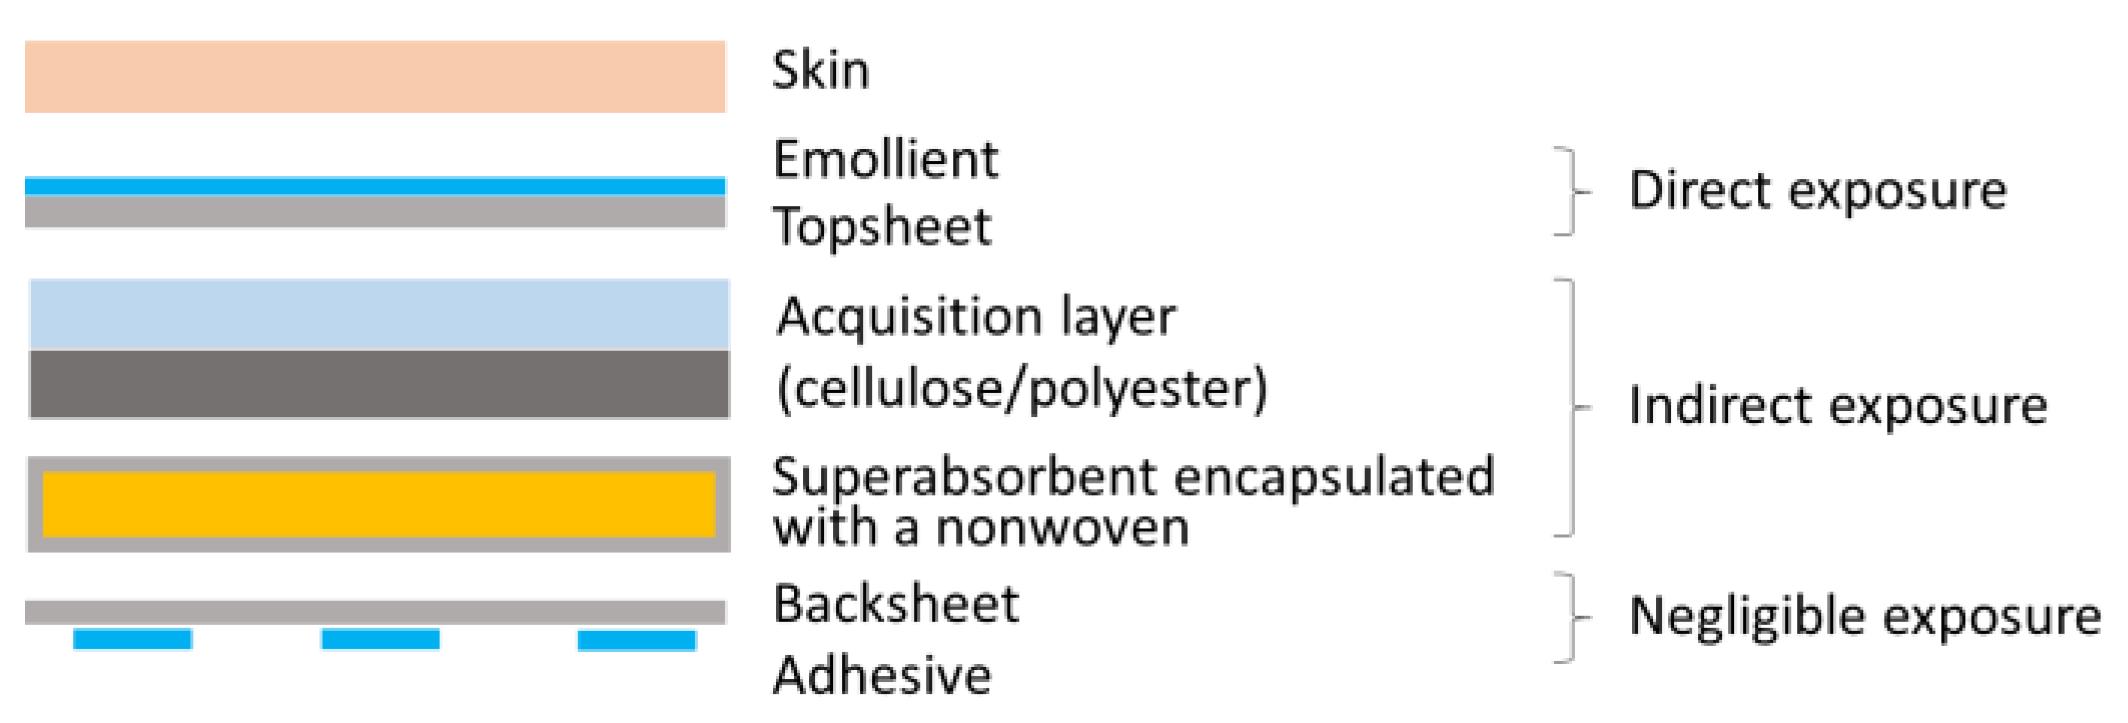 Skin
Emollient
Topsheet
Direct exposure
Acquisition layer
(cellulose/polyester)
Indirect exposure
Superabsorbent encapsulated
with a nonwoven
Backsheet
Adhesive
Negligible exposure